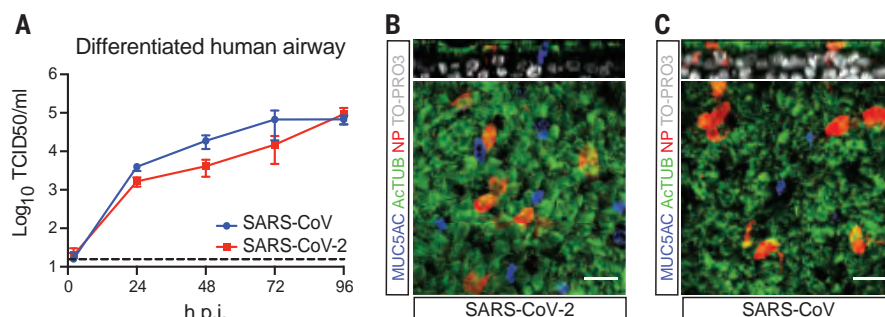 A
Differentiated human airway
Log10 TCID50/ml
5
4
3
2
1
0
24
48
72
96
h.p.i.
SARS-CoV
SARS-CoV-2
B
MUC5AC AcTUB NP TO-PRO3
SARS-CoV-2
C
MUC5AC AcTUB NP TO-PRO3
SARS-CoV